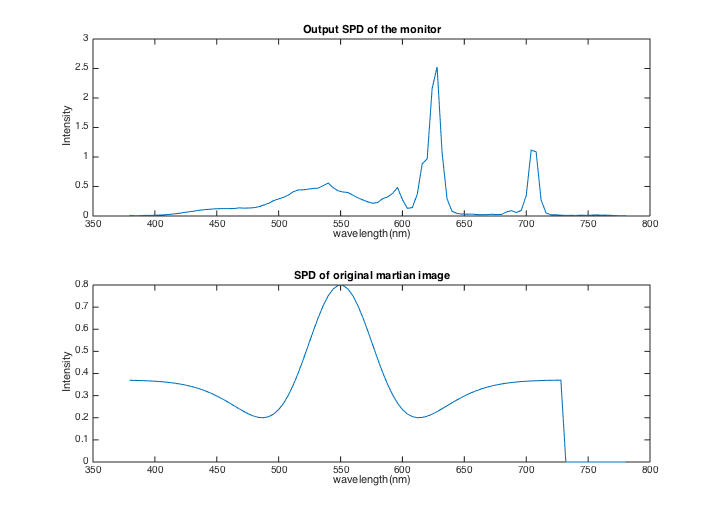 Output SPD of the monitor
3
2.5
2
1.5
1
0.5
0
Intensity
350 400 450 500 550 600 650 700 750 800
wavelength(nm)
SPD of original martian image
0.8
0.7
0.6
0.5
0.4
0.3
0.2
0.1
0
Intensity
350 400 450 500 550 600 650 700 750 800
wavelength(nm)